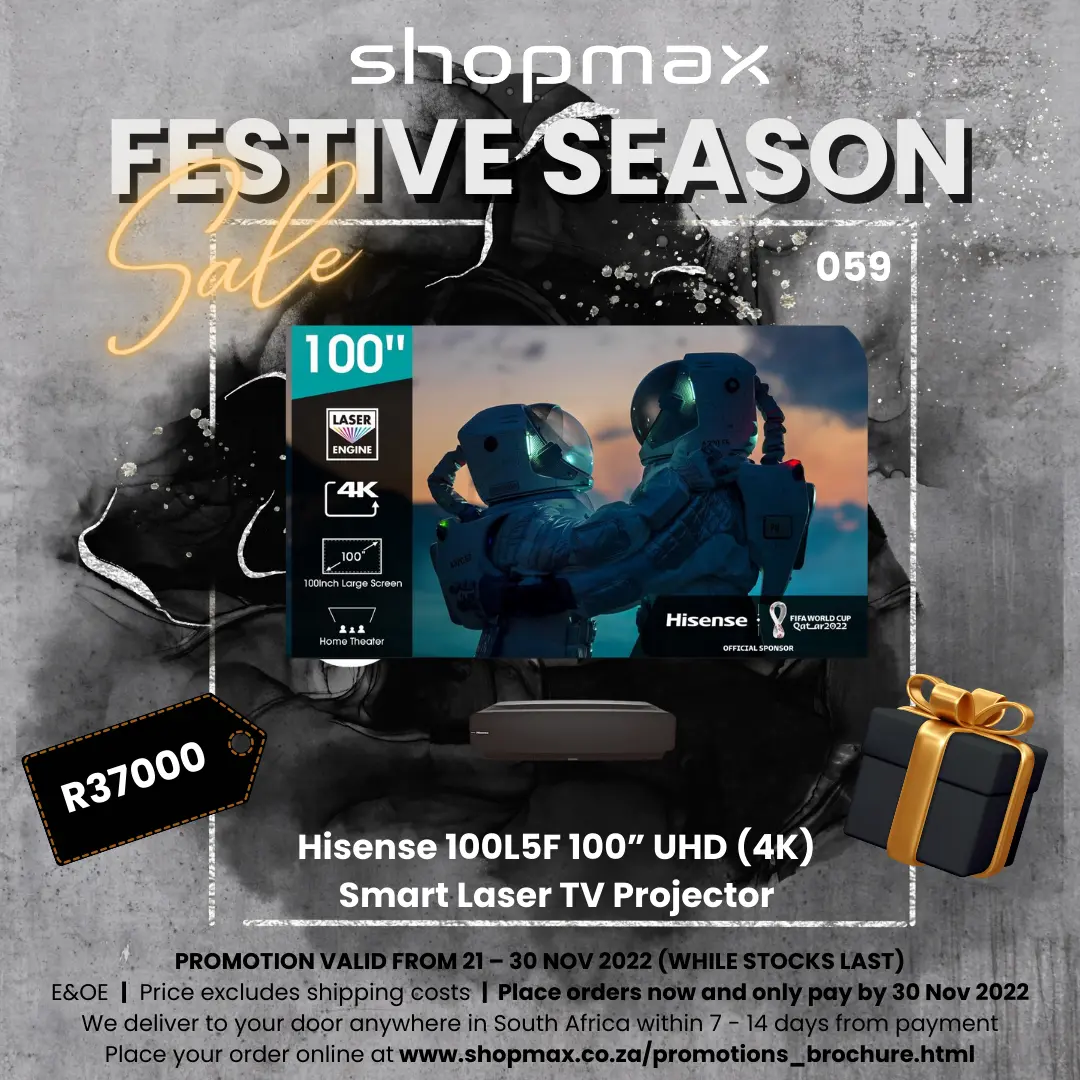 shopmax
FESTIVE SEASON
Sale
059
100"
LASER
ENGINE
4K
100"
100Inch Large Screen
Home Theater
Hisense
FIFA WORLD CUP
Qatar2022
OFFICIAL SPONSOR
Hisense
R37000
Hisense 100L5F 100” UHD (4K)
Smart Laser TV Projector
PROMOTION VALID FROM 21 – 30 NOV 2022 (WHILE STOCKS LAST)
E&OE | Price excludes shipping costs | Place orders now and only pay by 30 Nov 2022
We deliver to your door anywhere in South Africa within 7 - 14 days from payment
Place your order online at www.shopmax.co.za/promotions_brochure.html